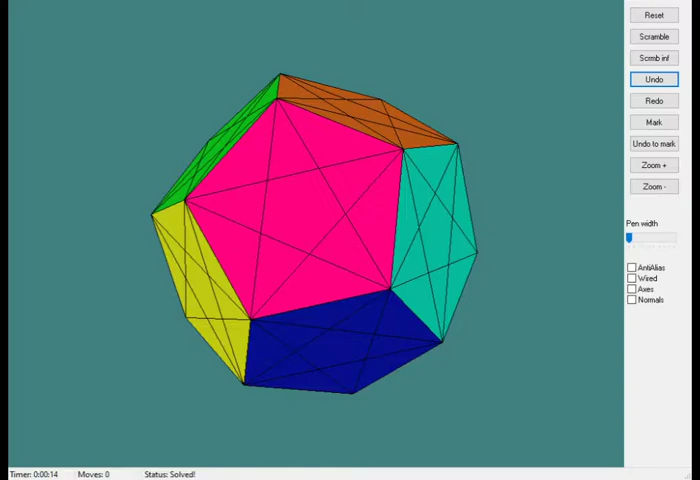 Reset
Scramble
Scrmb inf
Undo
Redo
Mark
Undo to mark
Zoom +
Zoom -
Pen width
AntiAlias
Wired
Axes
Normals
Timer: 0:00:14 Moves: 0 Status: Solved!